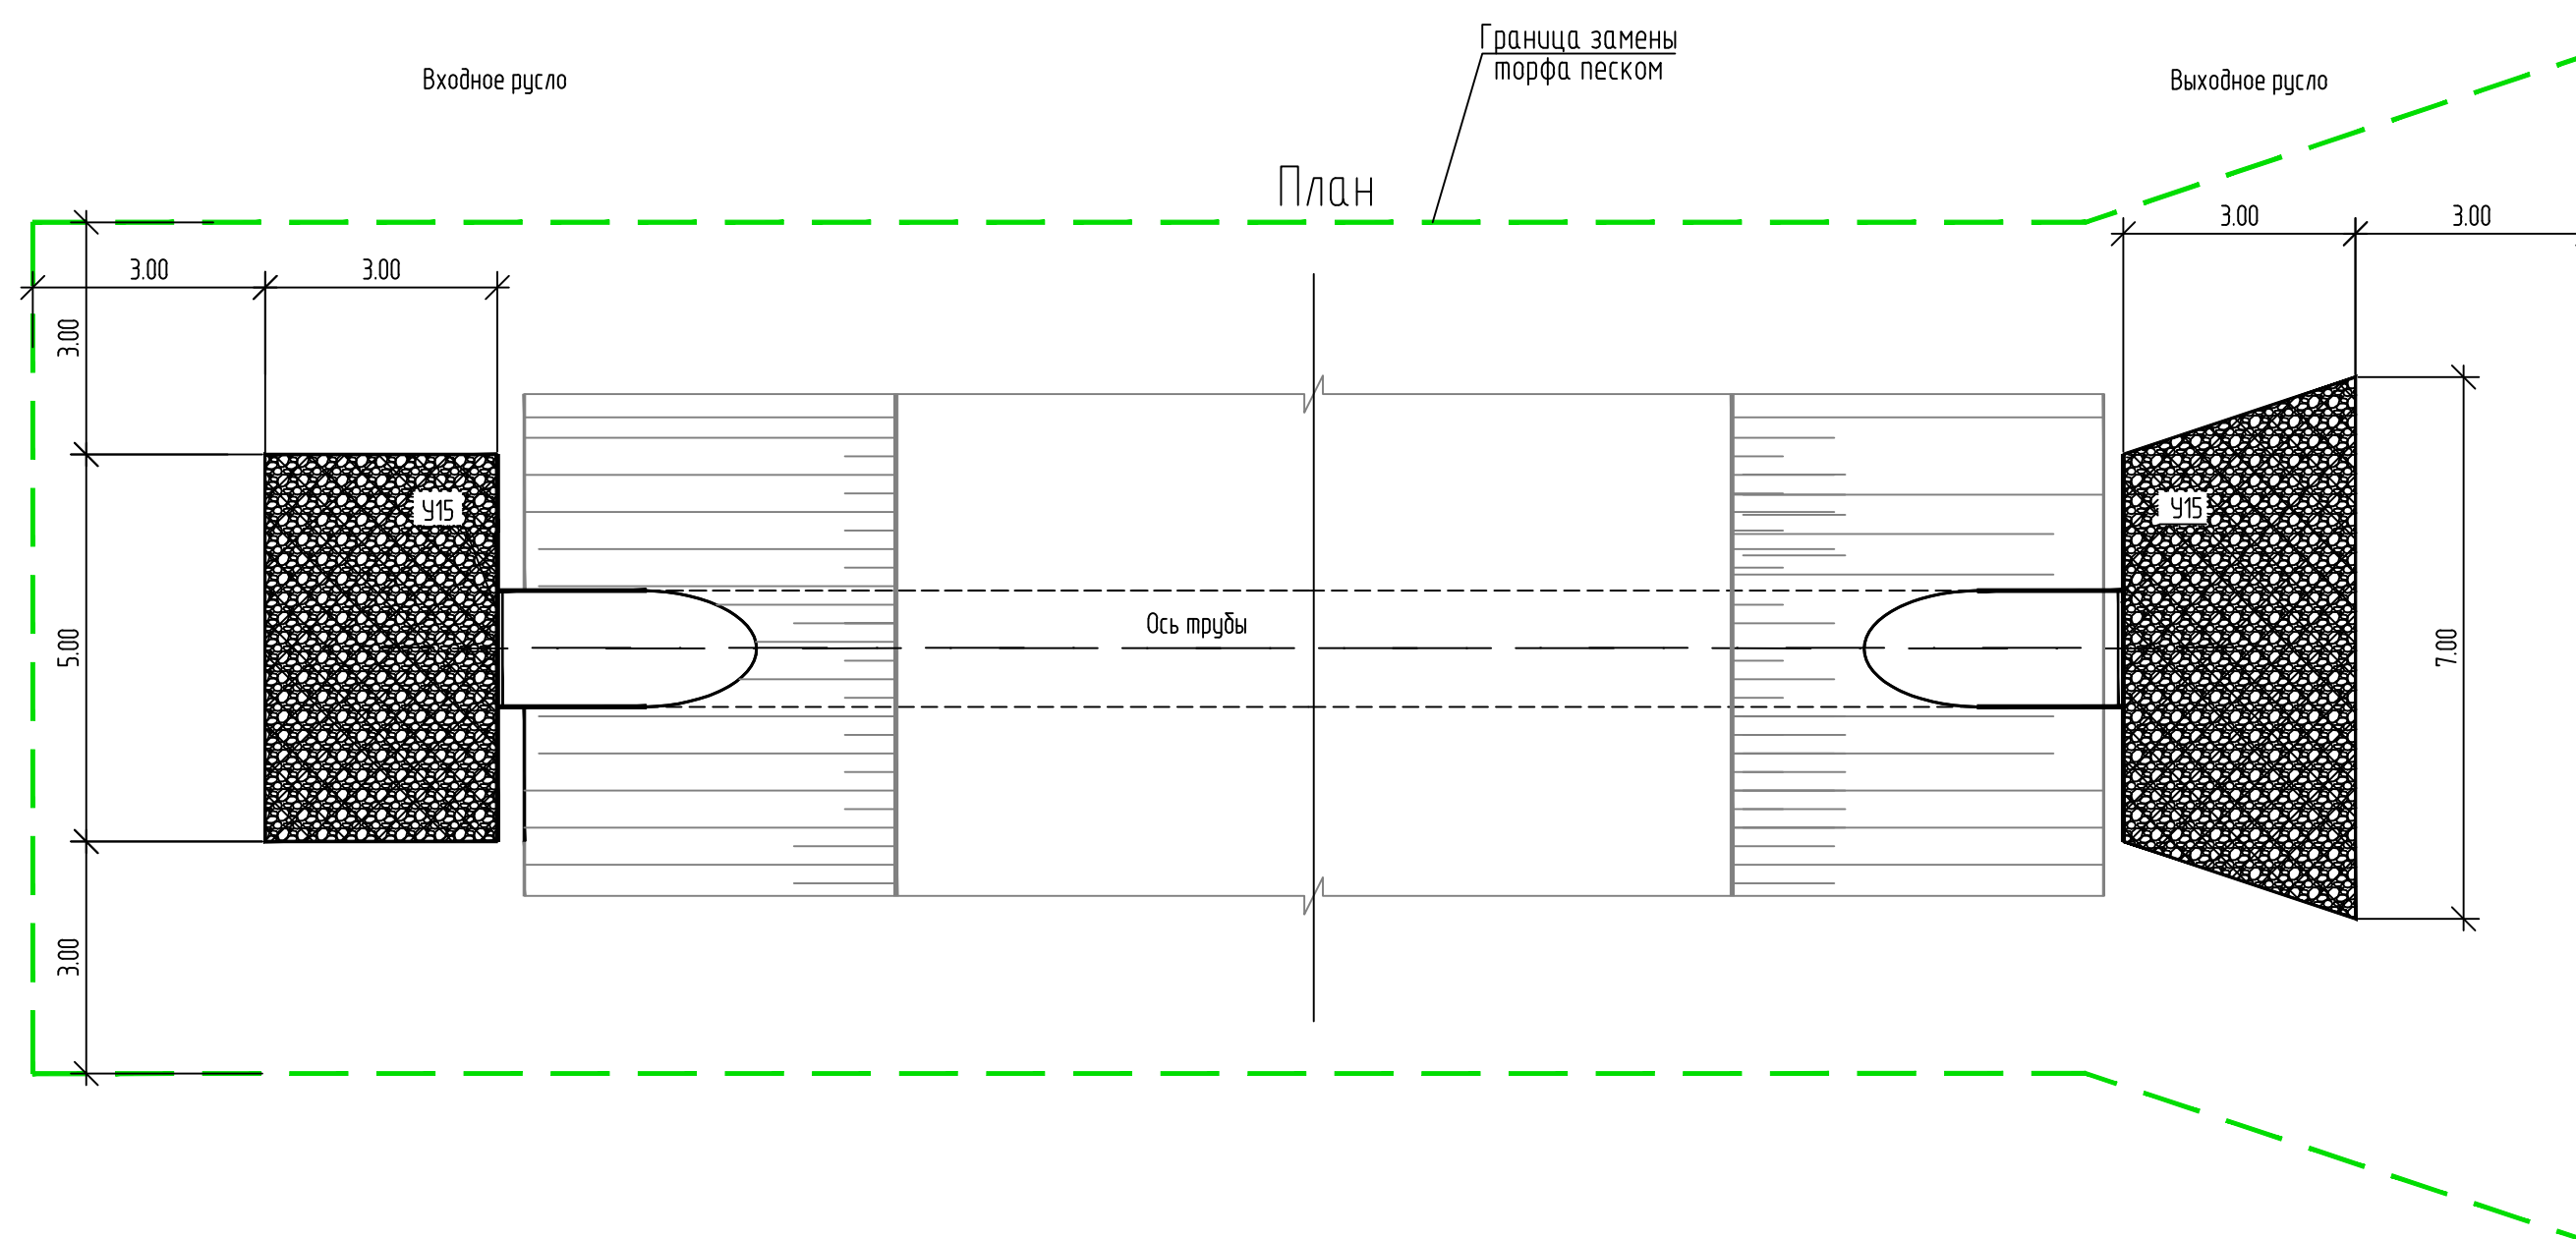 Граница замены
торфа песком
Входное русло
Выходное русло
План
3.00
3.00
3.00
3.00
3.00
У15
У15
Ось трубы
5.00
7.00
3.00